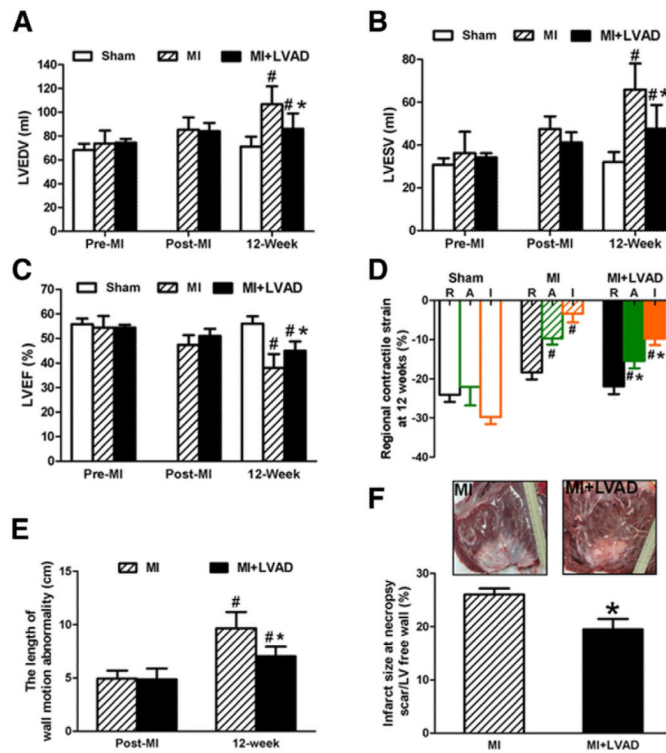 A
Sham MI MI+LVAD
LVEDV (ml)
140
120
100
80
60
40
20
0
#
# *
Pre-MI Post-MI 12-Week
B
Sham MI MI+LVAD
LVESV (ml)
80
60
40
20
0
#
# *
Pre-MI Post-MI 12-Week
C
Sham MI MI+LVAD
LVEF (%)
70
60
50
40
30
20
10
0
#
# *
Pre-MI Post-MI 12-Week
D
Sham MI MI+LVAD
R A I R A I R A I
Regional contractile strain
at 12 weeks (%)
0
-10
-20
-30
-40
#
#
#*
#*
E
MI MI+LVAD
The length of
wall motion abnormality (cm)
20
15
10
5
0
#
# *
Post-MI 12-week
F
MI MI+LVAD
Infarct size at necropsy
scar/LV free wall (%)
30
20
10
0
*
MI MI+LVAD